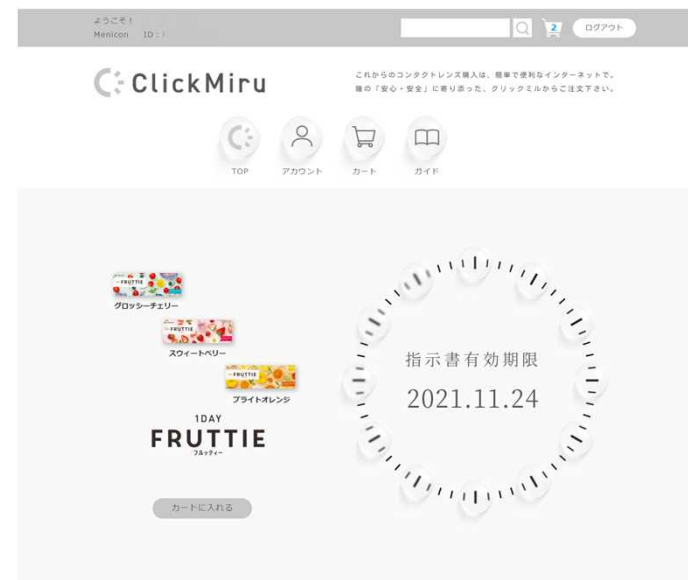 ようこそ！
Menicon ID：
2
ログアウト
ClickMiru
これからのコンタクトレンズ購入は、簡単で便利なインターネットで。
瞳の「安心・安全」に寄り添った、クリックミルからご注文下さい。
TOP
アカウント
カート
ガイド
FRUTTIE
グロッシーチェリー
FRUTTIE
スウィートベリー
FRUTTIE
ブライトオレンジ
1DAY
FRUTTIE
フルッティー
カートに入れる
指示書有効期限
2021.11.24